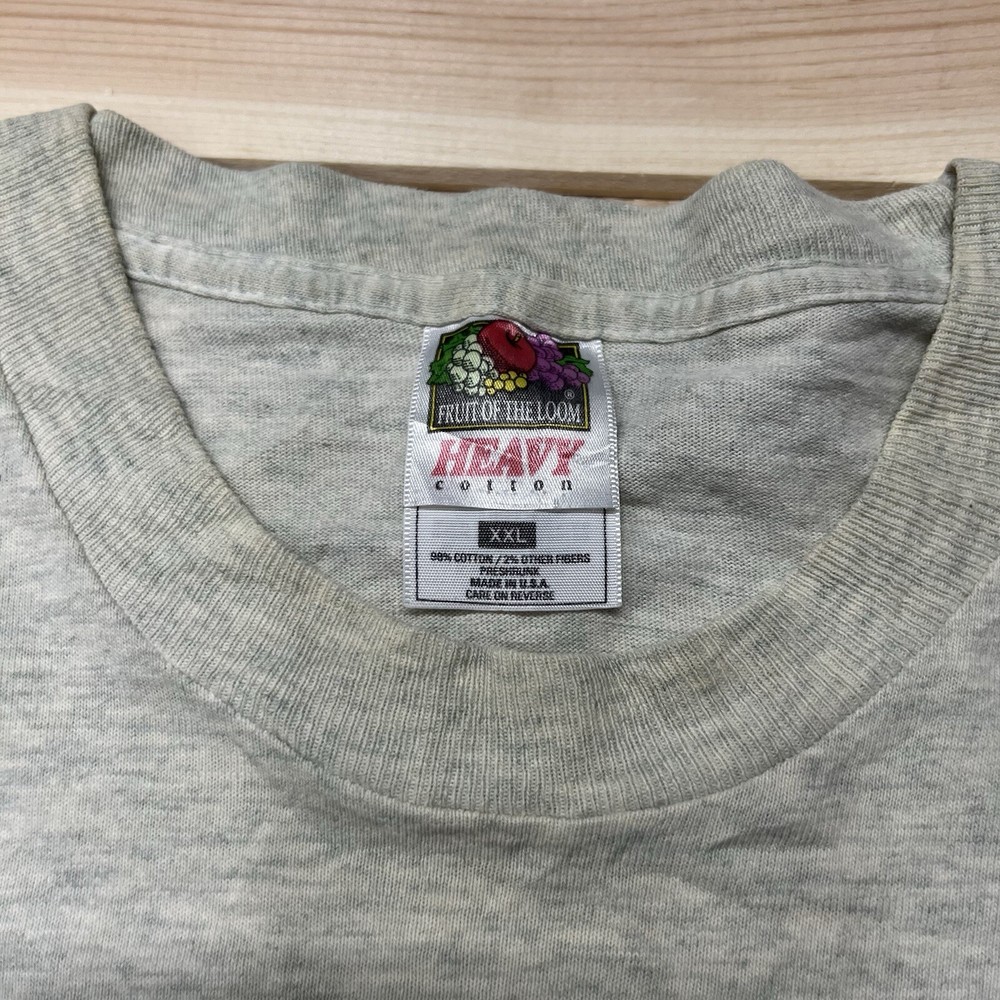 ®
FRUIT OF THE LOOM
HEAVY
cotton
XXL
98% COTTON / 2% OTHER FIBERS
PRESHRUNK
MADE IN U.S.A.
CARE ON REVERSE